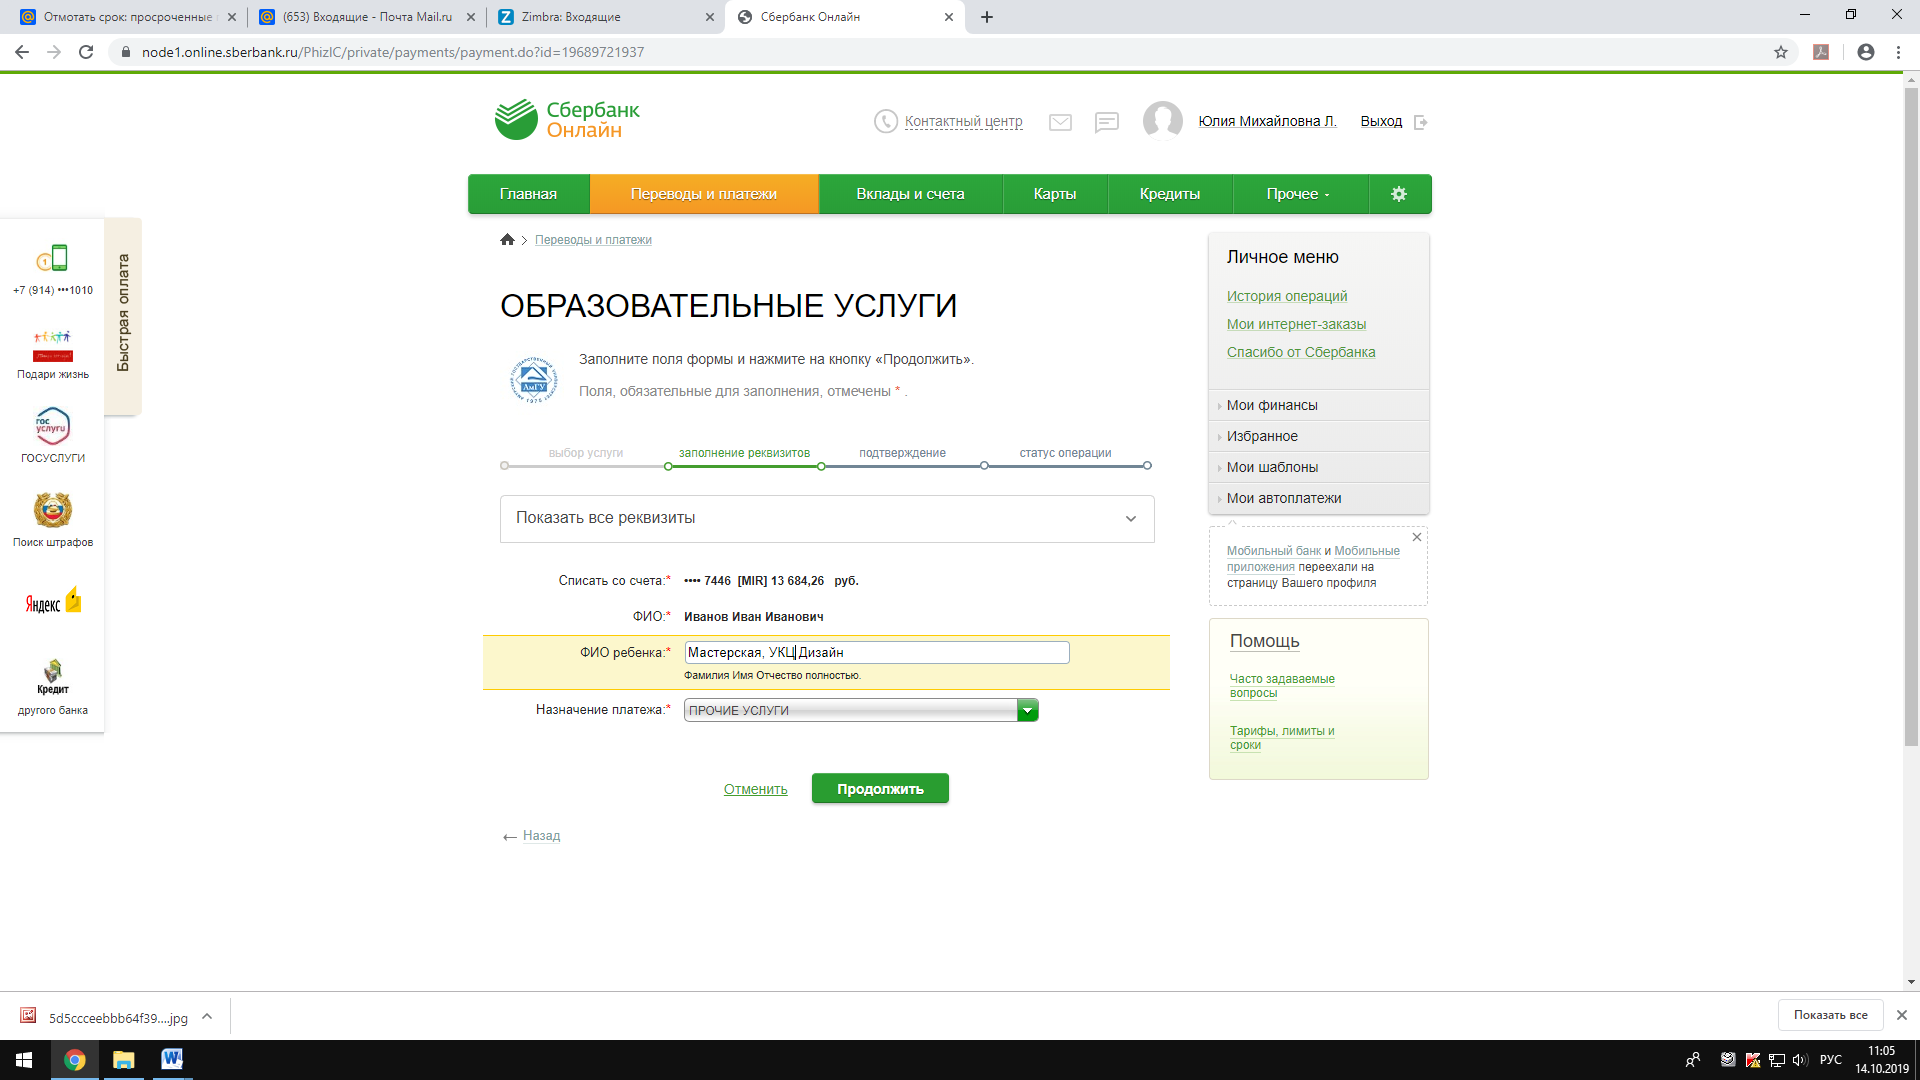 Отмотать срок: просроченные
(653) Входящие - Почта Mail.ru
Zimbra: Входящие
Сбербанк Онлайн
node1.online.sberbank.ru/PhizIC/private/payments/payment.do?id=19689721937
Сбербанк
Онлайн
Контактный центр
Юлия Михайловна Л.
Выход
Главная
Переводы и платежи
Вклады и счета
Карты
Кредиты
Прочее
Быстрая оплата
+7 (914) •••1010
Подари жизнь
гос
услуги
ГОСУСЛУГИ
Поиск штрафов
Яндекс
Кредит
другого банка
Переводы и платежи
ОБРАЗОВАТЕЛЬНЫЕ УСЛУГИ
АмГУ
Заполните поля формы и нажмите на кнопку «Продолжить».
Поля, обязательные для заполнения, отмечены * .
выбор услуги
заполнение реквизитов
подтверждение
статус операции
Показать все реквизиты
Списать со счета:* •••• 7446 [MIR] 13 684,26 руб.
ФИО:* Иванов Иван Иванович
ФИО ребенка:* Мастерская, УКЦ Дизайн
Фамилия Имя Отчество полностью.
Назначение платежа:* ПРОЧИЕ УСЛУГИ
Отменить
Продолжить
← Назад
Личное меню
История операций
Мои интернет-заказы
Спасибо от Сбербанка
Мои финансы
Избранное
Мои шаблоны
Мои автоплатежи
Мобильный банк и Мобильные
приложения переехали на
страницу Вашего профиля
Помощь
Часто задаваемые
вопросы
Тарифы, лимиты и
сроки
5d5ccceebbb64f39....jpg
Показать все
РУС
11:05
14.10.2019